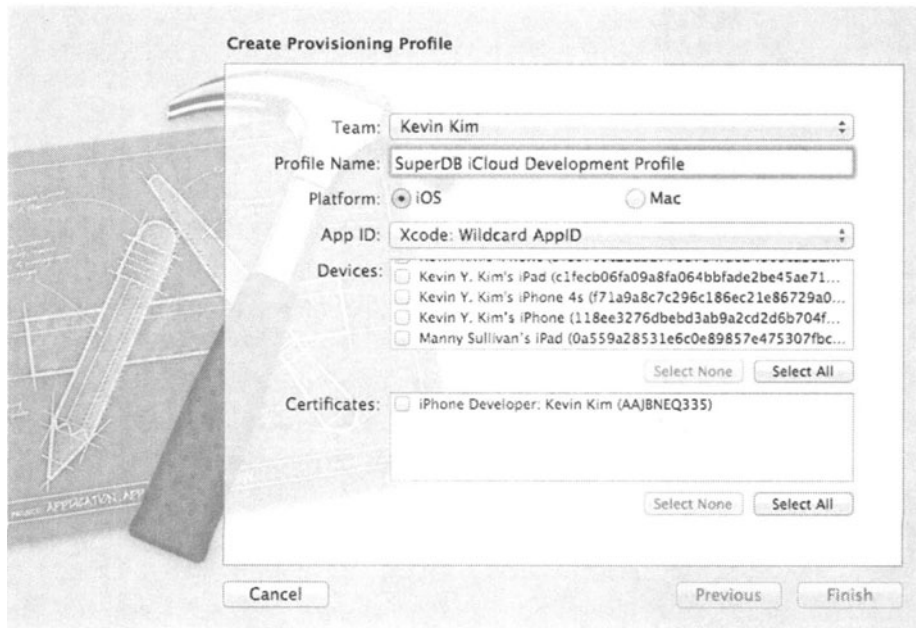 Create Provisioning Profile
Team: Kevin Kim
Profile Name: SuperDB iCloud Development Profile
Platform: iOS Mac
App ID: Xcode: Wildcard AppID
Devices:
Kevin Y. Kim's iPad (c1fecb06fa09a8fa064bbfade2be45ae71...
Kevin Y. Kim's iPhone 4s (f71a9a8c7c296c186ec21e86729a0...
Kevin Y. Kim's iPhone (118ee3276dbebd3ab9a2cd2d6b704f...
Manny Sullivan's iPad (0a559a28531e6c0e89857e475307fbc...
Select None Select All
Certificates: iPhone Developer: Kevin Kim (AAJBNEQ335)
Select None Select All
APPLICATION, APP
Cancel Previous Finish